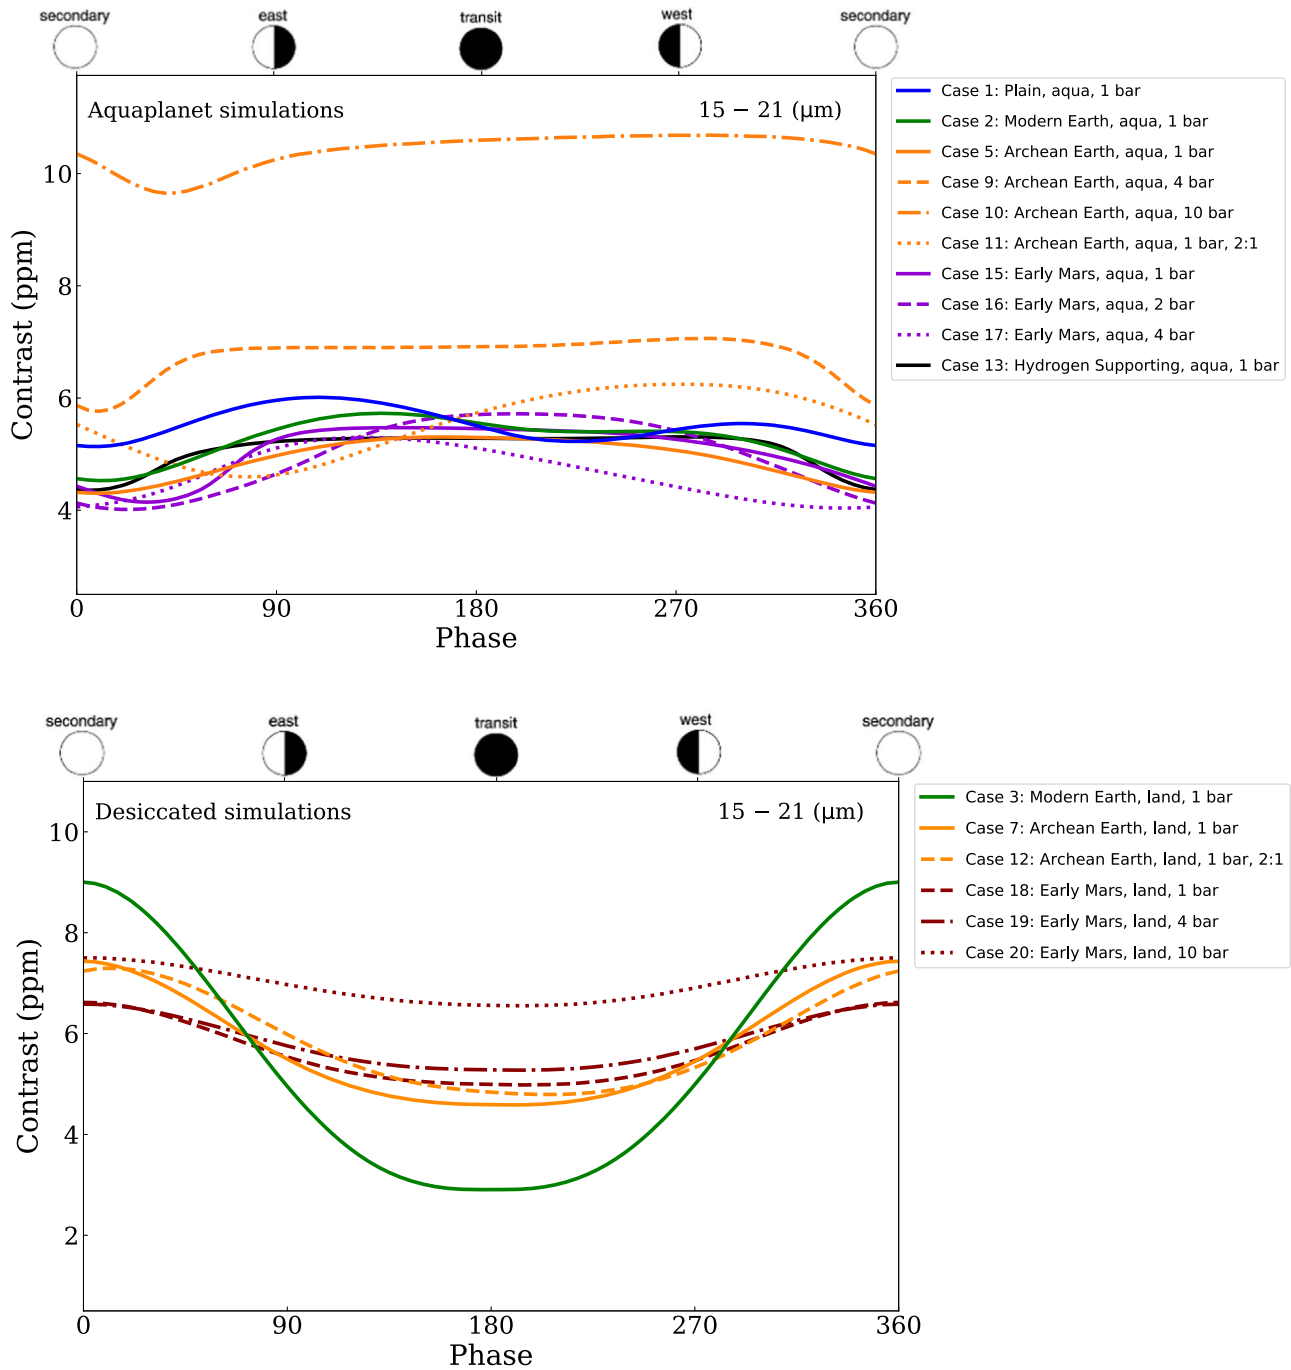 secondary east transit west secondary
Aquaplanet simulations 15 − 21 (μm)
10
8
6
4
Contrast (ppm)
0 90 180 270 360
Phase
Case 1: Plain, aqua, 1 bar
Case 2: Modern Earth, aqua, 1 bar
Case 5: Archean Earth, aqua, 1 bar
Case 9: Archean Earth, aqua, 4 bar
Case 10: Archean Earth, aqua, 10 bar
Case 11: Archean Earth, aqua, 1 bar, 2:1
Case 15: Early Mars, aqua, 1 bar
Case 16: Early Mars, aqua, 2 bar
Case 17: Early Mars, aqua, 4 bar
Case 13: Hydrogen Supporting, aqua, 1 bar
secondary east transit west secondary
Desiccated simulations 15 − 21 (μm)
10
8
6
4
2
Contrast (ppm)
0 90 180 270 360
Phase
Case 3: Modern Earth, land, 1 bar
Case 7: Archean Earth, land, 1 bar
Case 12: Archean Earth, land, 1 bar, 2:1
Case 18: Early Mars, land, 1 bar
Case 19: Early Mars, land, 4 bar
Case 20: Early Mars, land, 10 bar